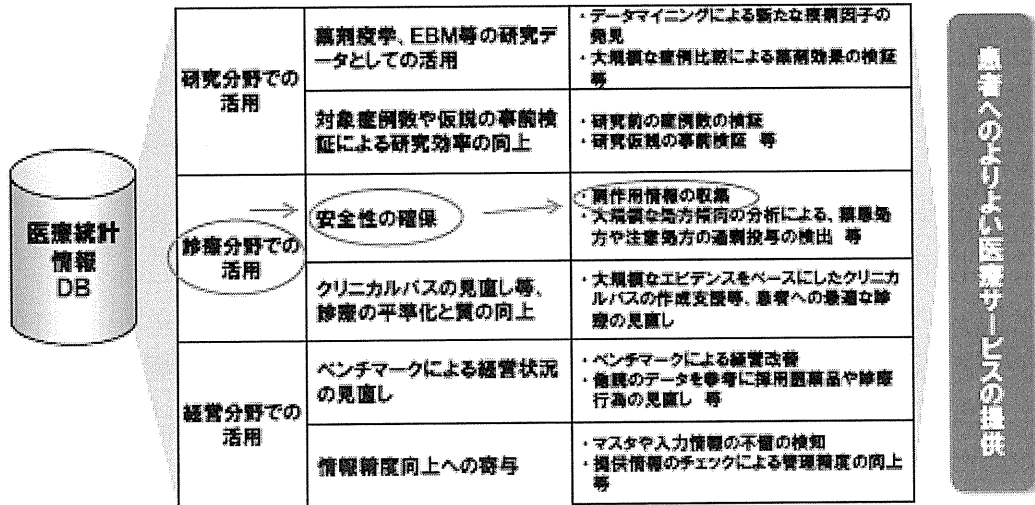 医療統計
情報
DB
研究分野での
活用
薬剤疫学、EBM等の研究デ
ータとしての活用
・データマイニングによる新たな疾病因子の
発見
・大規模な症例比較による薬剤効果の検証
等
対象症例数や仮説の事前検
証による研究効率の向上
・研究前の症例数の検証
・研究仮説の事前検証 等
診療分野での
活用
安全性の確保
・副作用情報の収集
・大規模な処方傾向の分析による、禁忌処
方や注意処方の過剰投与の検出 等
クリニカルパスの見直し等、
診療の平準化と質の向上
・大規模なエビデンスをベースにしたクリニカ
ルパスの作成支援等、患者への最適な診
療の見直し
経営分野での
活用
ベンチマークによる経営状況
の見直し
・ベンチマークによる経営改善
・他院のデータを参考に採用医薬品や診療
行為の見直し 等
情報精度向上への寄与
・マスタや入力情報の不備の検知
・提供情報のチェックによる管理精度の向上
等
患者へのよりよい医療サービスの提供